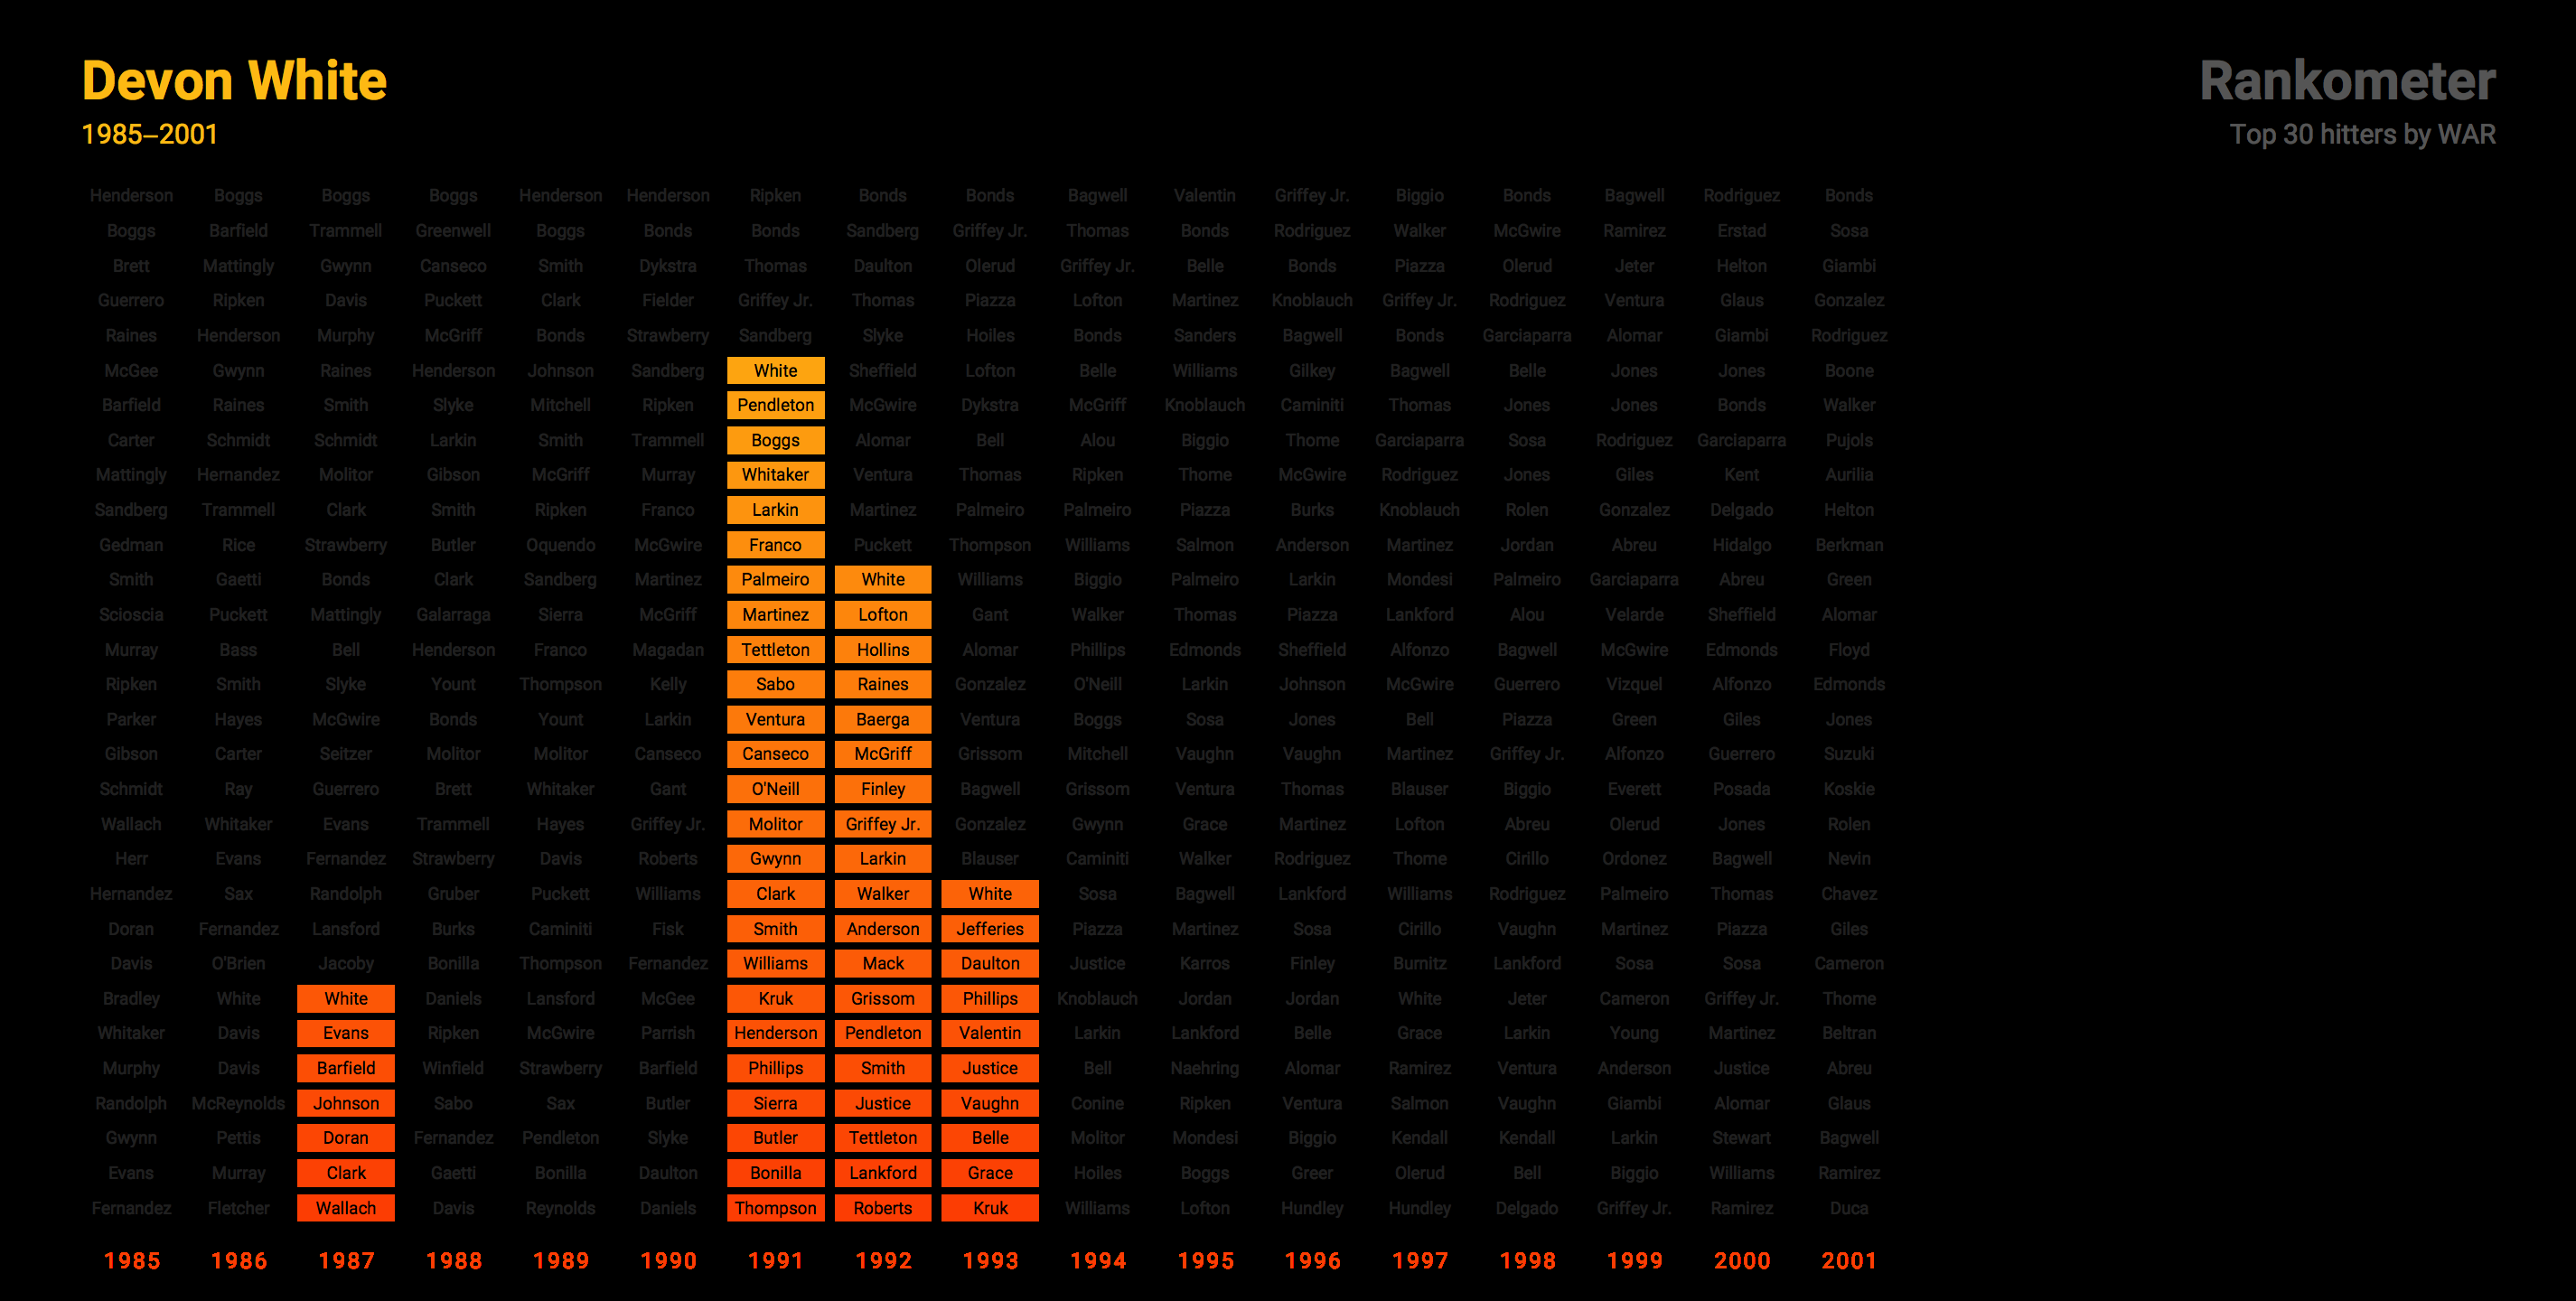 Devon White
1985–2001
Rankometer
Top 30 hitters by WAR
Henderson Boggs Boggs Boggs Henderson Henderson Ripken Bonds Bonds Bagwell Valentin Griffey Jr. Biggio Bonds Bagwell Rodriguez Bonds
Boggs Barfield Trammell Greenwell Boggs Bonds Bonds Sandberg Griffey Jr. Thomas Bonds Rodriguez Walker McGwire Ramirez Erstad Sosa
Brett Mattingly Gwynn Canseco Smith Dykstra Thomas Daulton Olerud Griffey Jr. Belle Bonds Piazza Olerud Jeter Helton Giambi
Guerrero Ripken Davis Puckett Clark Fielder Griffey Jr. Thomas Piazza Lofton Martinez Knoblauch Griffey Jr. Rodriguez Ventura Glaus Gonzalez
Raines Henderson Murphy McGriff Bonds Strawberry Sandberg Slyke Hoiles Bonds Sanders Bagwell Bonds Garciaparra Alomar Giambi Rodriguez
McGee Gwynn Raines Henderson Johnson Sandberg White Sheffield Lofton Belle Williams Gilkey Bagwell Belle Jones Jones Boone
Barfield Raines Smith Slyke Mitchell Ripken Pendleton McGwire Dykstra McGriff Knoblauch Caminiti Thomas Jones Jones Bonds Walker
Carter Schmidt Schmidt Larkin Smith Trammell Boggs Alomar Bell Alou Biggio Thome Garciaparra Sosa Rodriguez Garciaparra Pujols
Mattingly Hernandez Molitor Gibson McGriff Murray Whitaker Ventura Thomas Ripken Thome McGwire Rodriguez Jones Giles Kent Aurilia
Sandberg Trammell Clark Smith Ripken Franco Larkin Martinez Palmeiro Palmeiro Piazza Burks Knoblauch Rolen Gonzalez Delgado Helton
Gedman Rice Strawberry Butler Oquendo McGwire Franco Puckett Thompson Williams Salmon Anderson Martinez Jordan Abreu Hidalgo Berkman
Smith Gaetti Bonds Clark Sandberg Martinez Palmeiro White Williams Biggio Palmeiro Larkin Mondesi Palmeiro Garciaparra Abreu Green
Scioscia Puckett Mattingly Galarraga Sierra McGriff Martinez Lofton Gant Walker Thomas Piazza Lankford Alou Velarde Sheffield Alomar
Murray Bass Bell Henderson Franco Magadan Tettleton Hollins Alomar Phillips Edmonds Sheffield Alfonzo Bagwell McGwire Edmonds Floyd
Ripken Smith Slyke Yount Thompson Kelly Sabo Raines Gonzalez O'Neill Larkin Johnson McGwire Guerrero Vizquel Alfonzo Edmonds
Parker Hayes McGwire Bonds Yount Larkin Ventura Baerga Ventura Boggs Sosa Jones Bell Piazza Green Giles Jones
Gibson Carter Seitzer Molitor Molitor Canseco Canseco McGriff Grissom Mitchell Vaughn Vaughn Martinez Griffey Jr. Alfonzo Guerrero Suzuki
Schmidt Ray Guerrero Brett Whitaker Gant O'Neill Finley Bagwell Grissom Ventura Thomas Blauser Biggio Everett Posada Koskie
Wallach Whitaker Evans Trammell Hayes Griffey Jr. Molitor Griffey Jr. Gonzalez Gwynn Grace Martinez Lofton Abreu Olerud Jones Rolen
Herr Evans Fernandez Strawberry Davis Roberts Gwynn Larkin Blauser Caminiti Walker Rodriguez Thome Cirillo Ordonez Bagwell Nevin
Hernandez Sax Randolph Gruber Puckett Williams Clark Walker White Sosa Bagwell Lankford Williams Rodriguez Palmeiro Thomas Chavez
Doran Fernandez Lansford Burks Caminiti Fisk Smith Anderson Jefferies Piazza Martinez Sosa Cirillo Vaughn Martinez Piazza Giles
Davis O'Brien Jacoby Bonilla Thompson Fernandez Williams Mack Daulton Justice Karros Finley Burnitz Lankford Sosa Sosa Cameron
Bradley White White Daniels Lansford McGee Kruk Grissom Phillips Knoblauch Jordan Jordan White Jeter Cameron Griffey Jr. Thome
Whitaker Davis Evans Ripken McGwire Parrish Henderson Pendleton Valentin Larkin Lankford Belle Grace Larkin Young Martinez Beltran
Murphy Davis Barfield Winfield Strawberry Barfield Phillips Smith Justice Bell Naehring Alomar Ramirez Ventura Anderson Justice Abreu
Randolph McReynolds Johnson Sabo Sax Butler Sierra Justice Vaughn Conine Ripken Ventura Salmon Vaughn Giambi Alomar Glaus
Gwynn Pettis Doran Fernandez Pendleton Slyke Butler Tettleton Belle Molitor Mondesi Biggio Kendall Kendall Larkin Stewart Bagwell
Evans Murray Clark Gaetti Bonilla Daulton Bonilla Lankford Grace Hoiles Boggs Greer Olerud Bell Biggio Williams Ramirez
Fernandez Fletcher Wallach Davis Reynolds Daniels Thompson Roberts Kruk Williams Lofton Hundley Hundley Delgado Griffey Jr. Ramirez Duca
1985 1986 1987 1988 1989 1990 1991 1992 1993 1994 1995 1996 1997 1998 1999 2000 2001